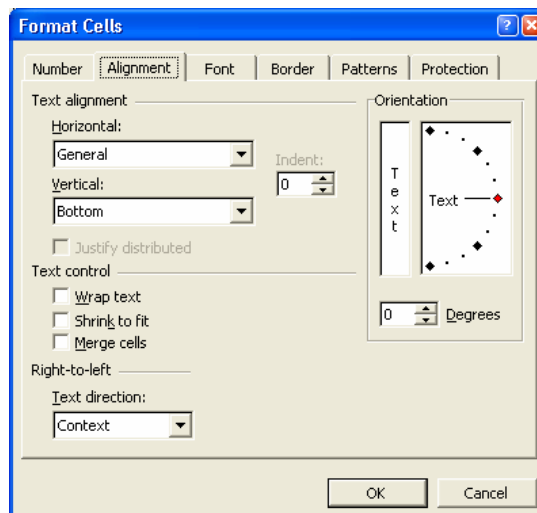 Format Cells
Number Alignment Font Border Patterns Protection
Text alignment
Horizontal:
General
Indent:
0
Vertical:
Bottom
Justify distributed
Text control
Wrap text
Shrink to fit
Merge cells
Right-to-left
Text direction:
Context
Orientation
Text
Text
0 Degrees
OK Cancel